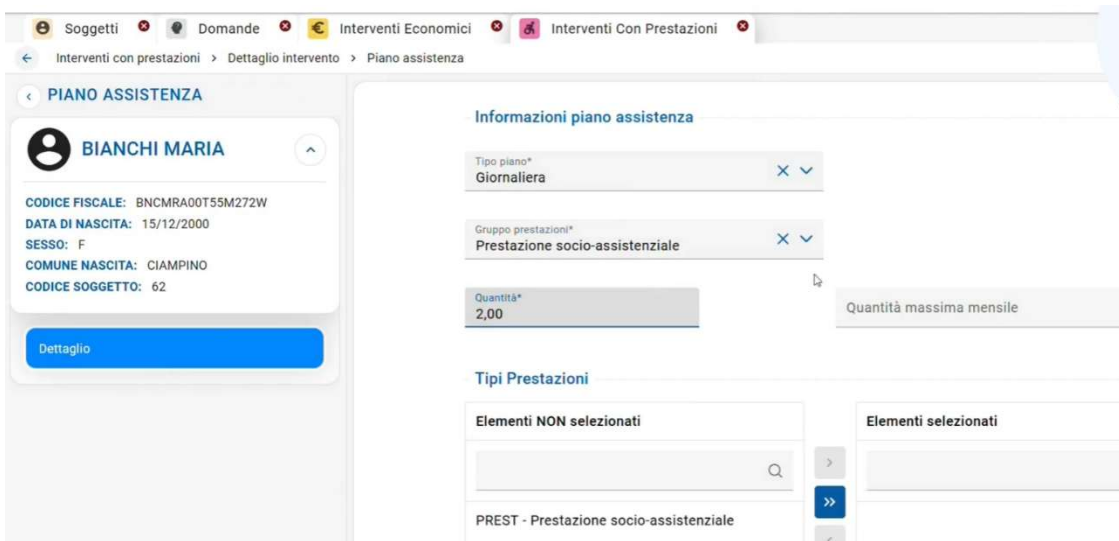 Soggetti Domande Interventi Economici Interventi Con Prestazioni
Interventi con prestazioni > Dettaglio intervento > Piano assistenza
PIANO ASSISTENZA
BIANCHI MARIA
CODICE FISCALE: BNCMRA00T55M272W
DATA DI NASCITA: 15/12/2000
SESSO: F
COMUNE NASCITA: CIAMPINO
CODICE SOGGETTO: 62
Dettaglio
Informazioni piano assistenza
Tipo piano*
Giornaliera
Gruppo prestazioni*
Prestazione socio-assistenziale
Quantità*
2,00
Quantità massima mensile
Tipi Prestazioni
Elementi NON selezionati
Elementi selezionati
PREST - Prestazione socio-assistenziale